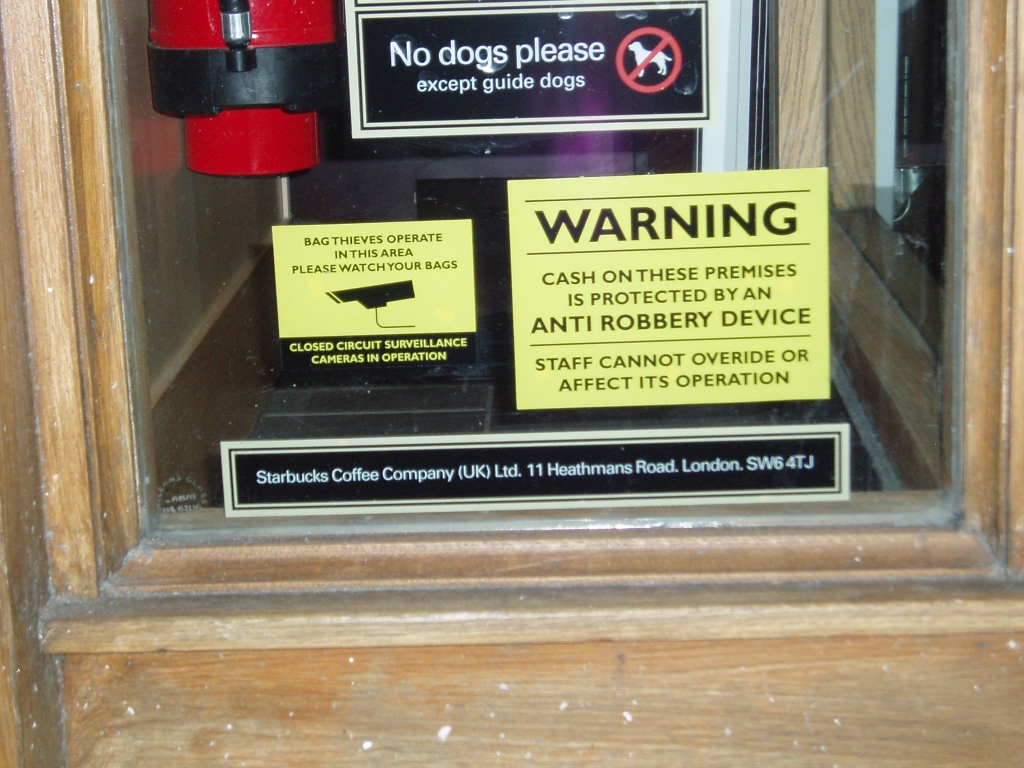 No dogs please
except guide dogs
BAG THIEVES OPERATE
IN THIS AREA
PLEASE WATCH YOUR BAGS
CLOSED CIRCUIT SURVEILLANCE
CAMERAS IN OPERATION
WARNING
CASH ON THESE PREMISES
IS PROTECTED BY AN
ANTI ROBBERY DEVICE
STAFF CANNOT OVERIDE OR
AFFECT ITS OPERATION
Starbucks Coffee Company (UK) Ltd. 11 Heathmans Road. London. SW6 4TJ